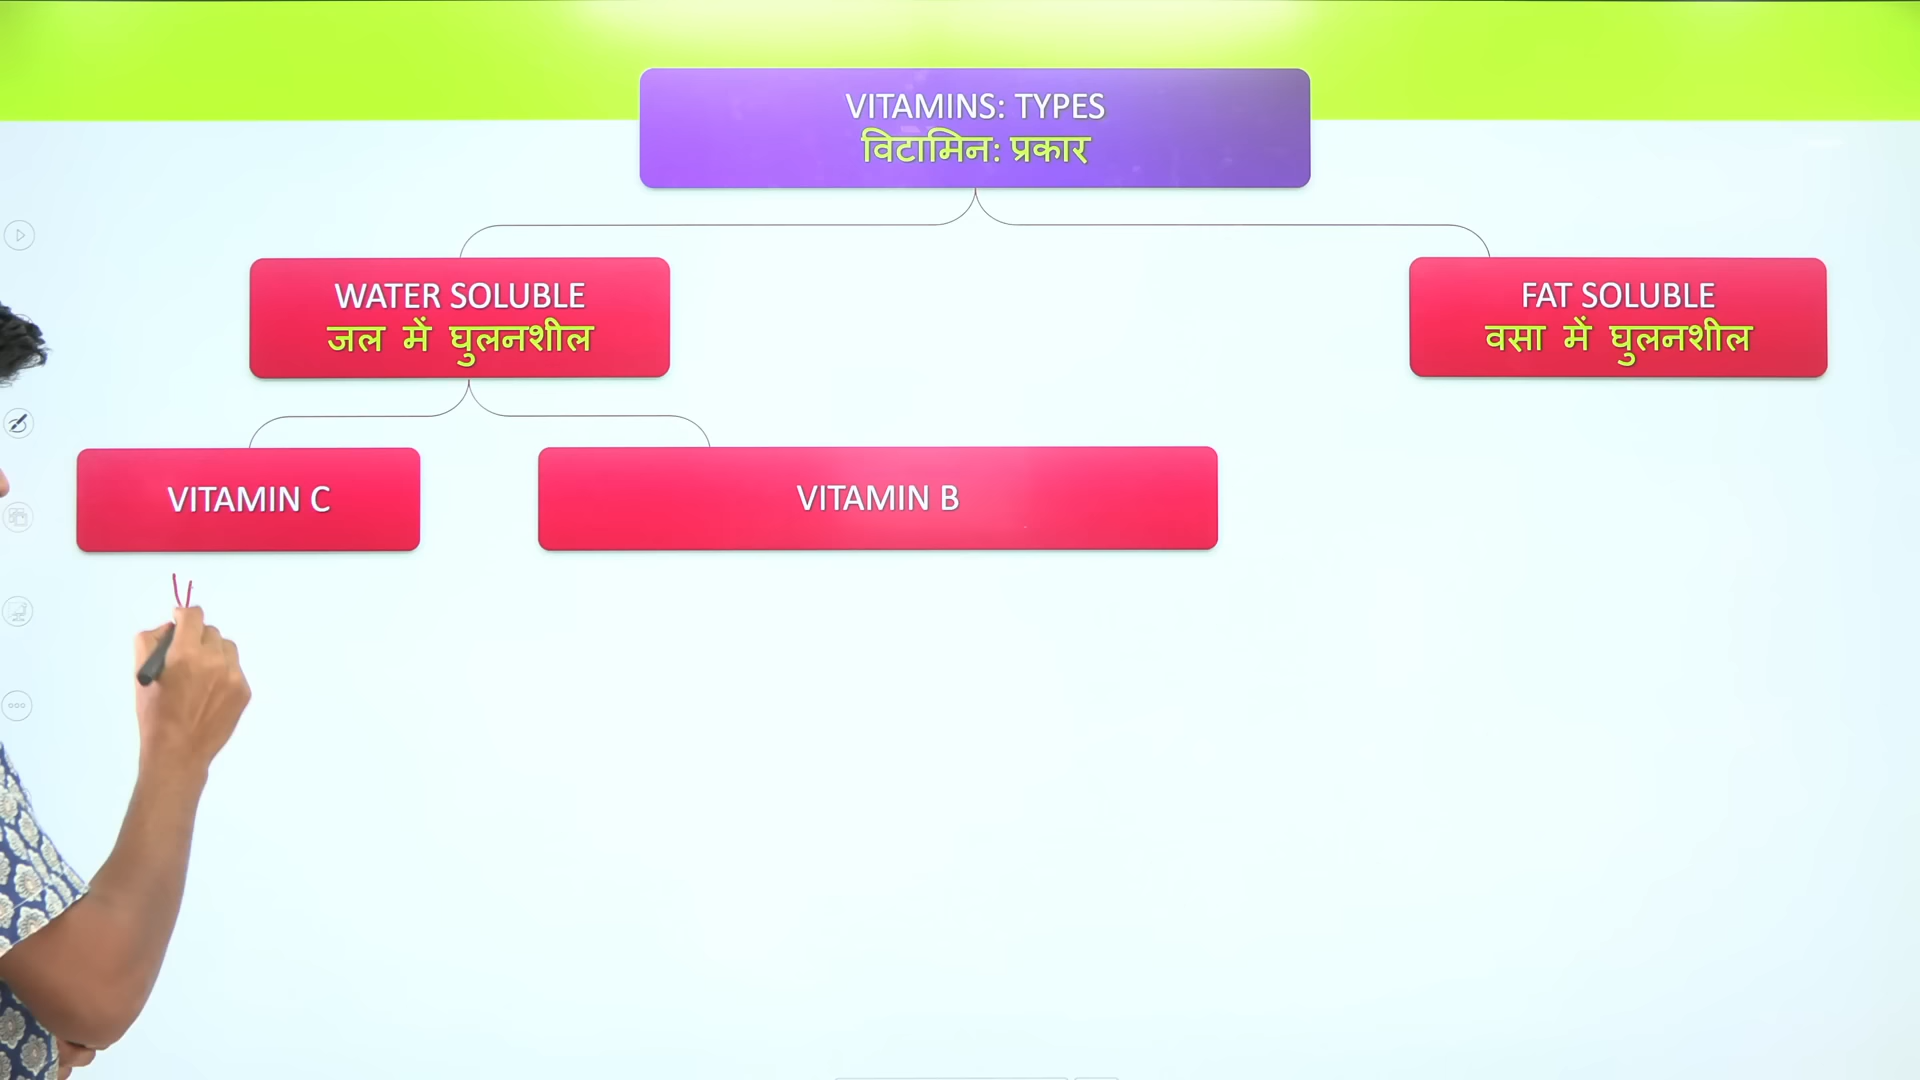 VITAMINS: TYPES
विटामिन: प्रकार
WATER SOLUBLE
जल में घुलनशील
FAT SOLUBLE
वसा में घुलनशील
VITAMIN C
VITAMIN B